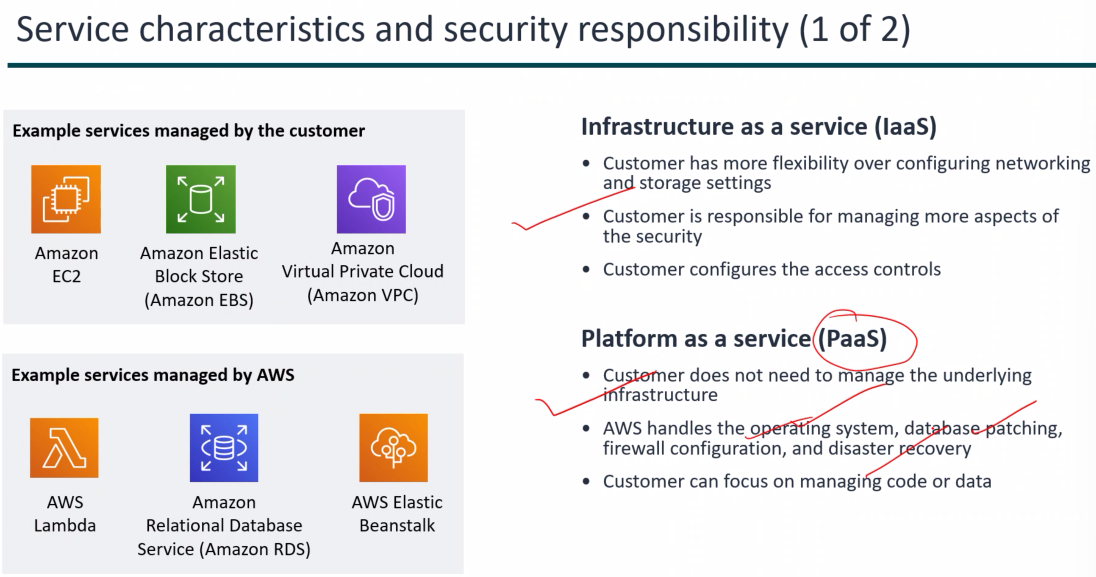 Service characteristics and security responsibility (1 of 2)
Example services managed by the customer
Amazon
EC2
Amazon Elastic
Block Store
(Amazon EBS)
Amazon
Virtual Private Cloud
(Amazon VPC)
Infrastructure as a service (IaaS)
• Customer has more flexibility over configuring networking
and storage settings
• Customer is responsible for managing more aspects of
the security
• Customer configures the access controls
Example services managed by AWS
AWS
Lambda
Amazon
Relational Database
Service (Amazon RDS)
AWS Elastic
Beanstalk
Platform as a service (PaaS)
• Customer does not need to manage the underlying
infrastructure
• AWS handles the operating system, database patching,
firewall configuration, and disaster recovery
• Customer can focus on managing code or data